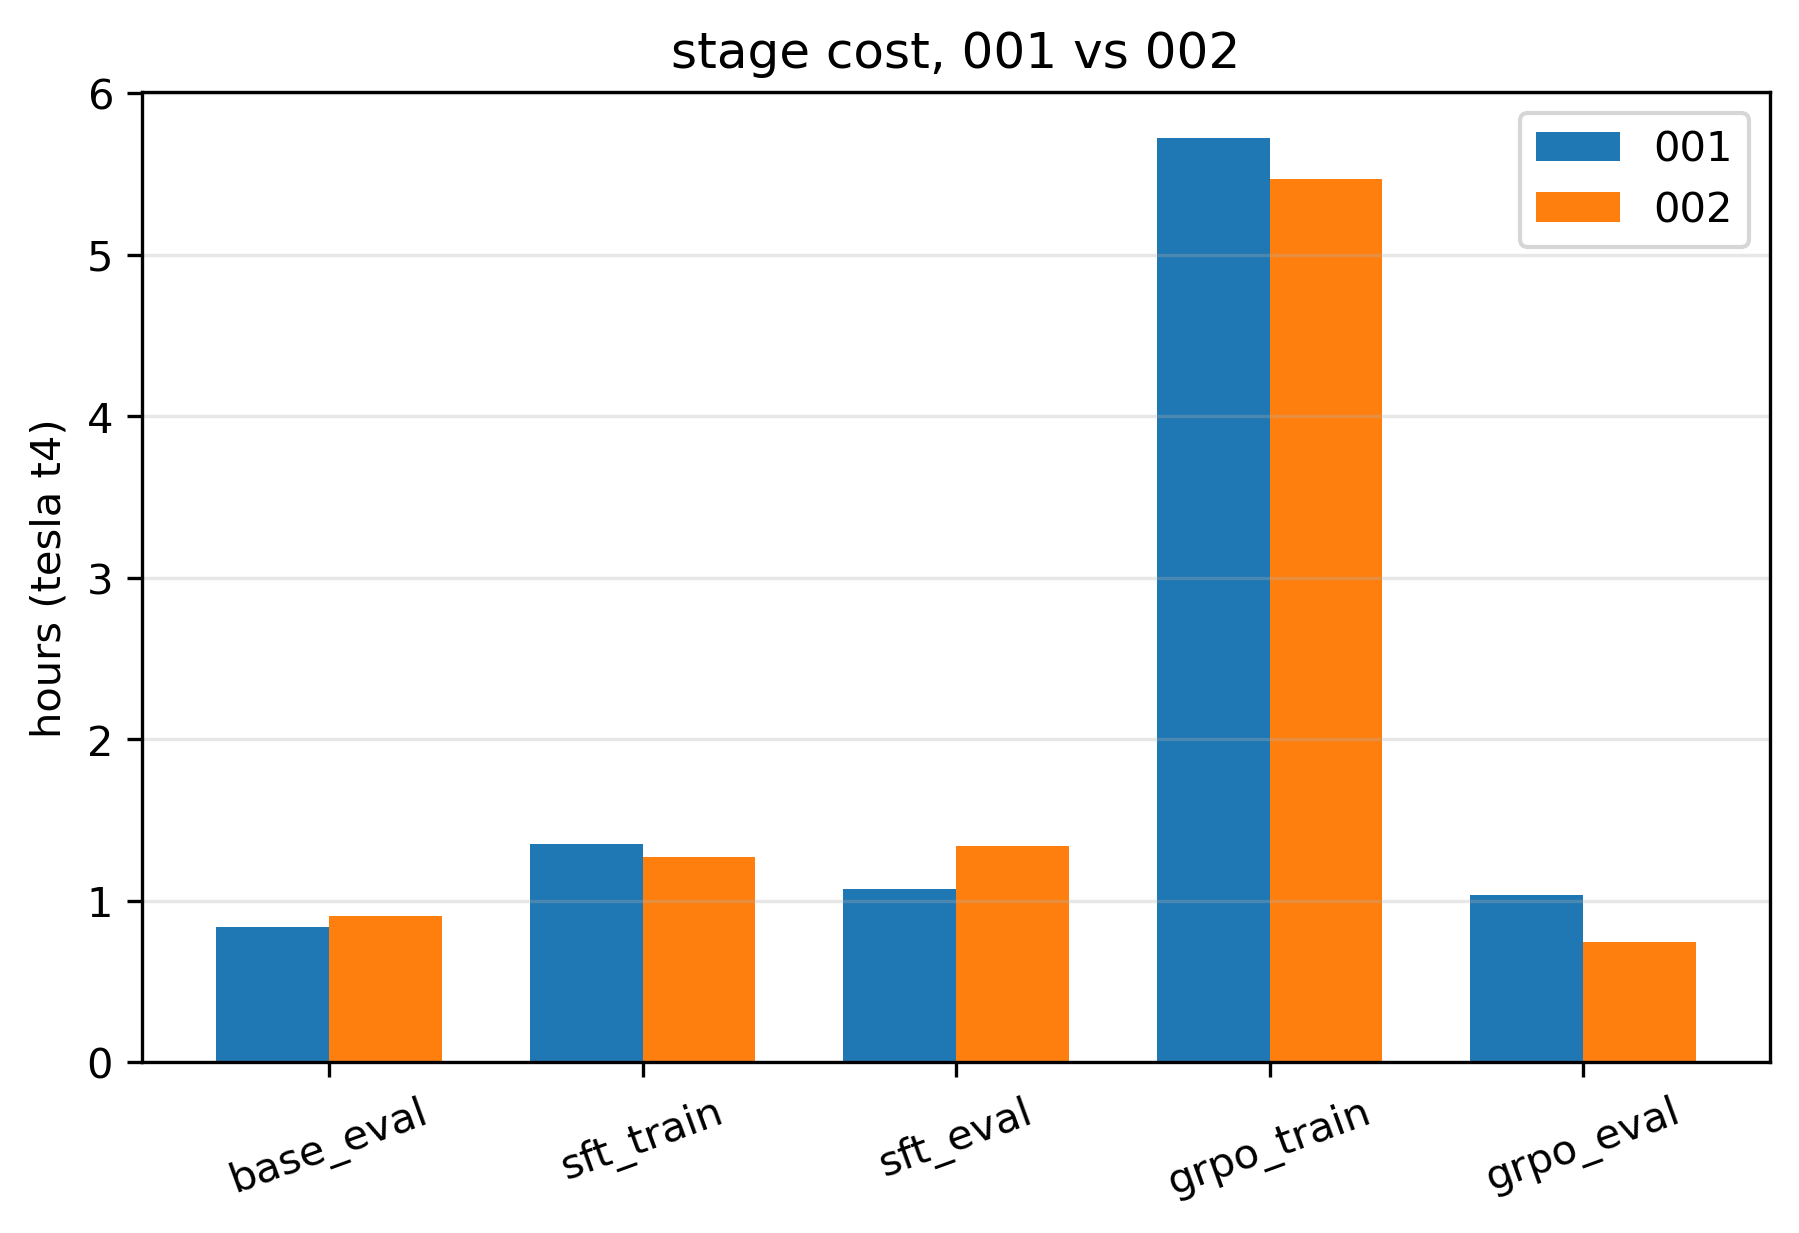 stage cost, 001 vs 002
001
002
hours (tesla t4)
6
5
4
3
2
1
0
base_eval
sft_train
sft_eval
grpo_train
grpo_eval